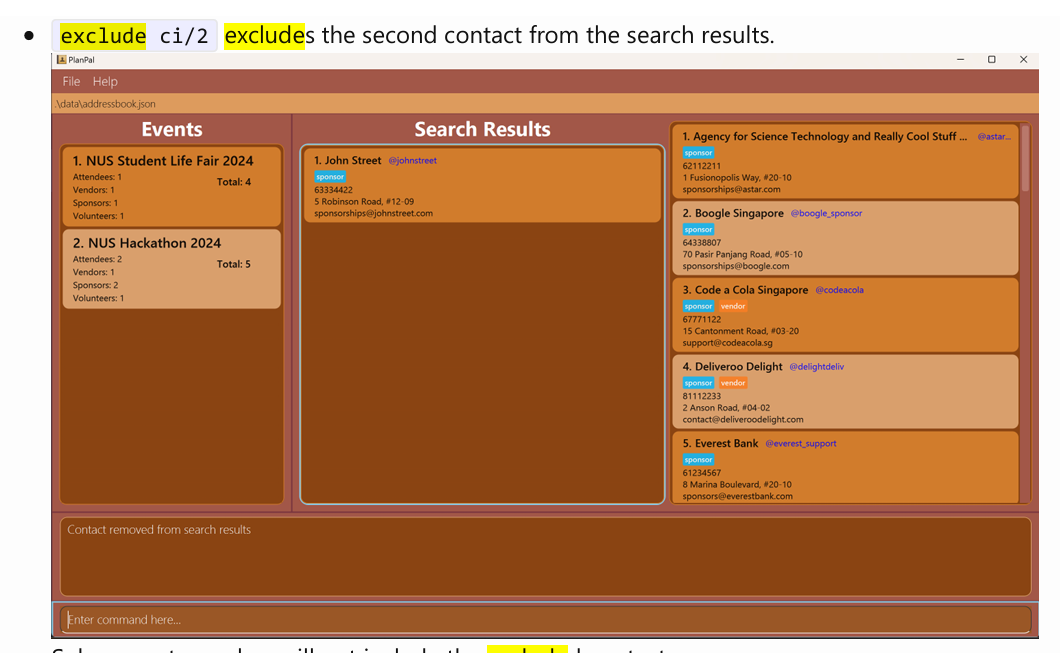 exclude ci/2 excludes the second contact from the search results.
PlanPal
File Help
.\data\addressbook.json
Events
1. NUS Student Life Fair 2024
Attendees: 1
Vendors: 1
Total: 4
Sponsors: 1
Volunteers: 1
2. NUS Hackathon 2024
Attendees: 2
Vendors: 1
Total: 5
Sponsors: 2
Volunteers: 1
Search Results
1. John Street @johnstreet
sponsor
63334422
5 Robinson Road, #12-09
sponsorships@johnstreet.com
1. Agency for Science Technology and Really Cool Stuff ... @astar...
sponsor
62112211
1 Fusionopolis Way, #20-10
sponsorships@astar.com
2. Boogle Singapore @boogle_sponsor
sponsor
64338807
70 Pasir Panjang Road, #05-10
sponsorships@boogle.com
3. Code a Cola Singapore @codeacola
sponsor vendor
67771122
15 Cantonment Road, #03-20
support@codeacola.sg
4. Deliveroo Delight @delightdeliv
sponsor vendor
81112233
2 Anson Road, #04-02
contact@deliveroodelight.com
5. Everest Bank @everest_support
sponsor
61234567
8 Marina Boulevard, #20-10
sponsors@everestbank.com
Contact removed from search results
Enter command here...